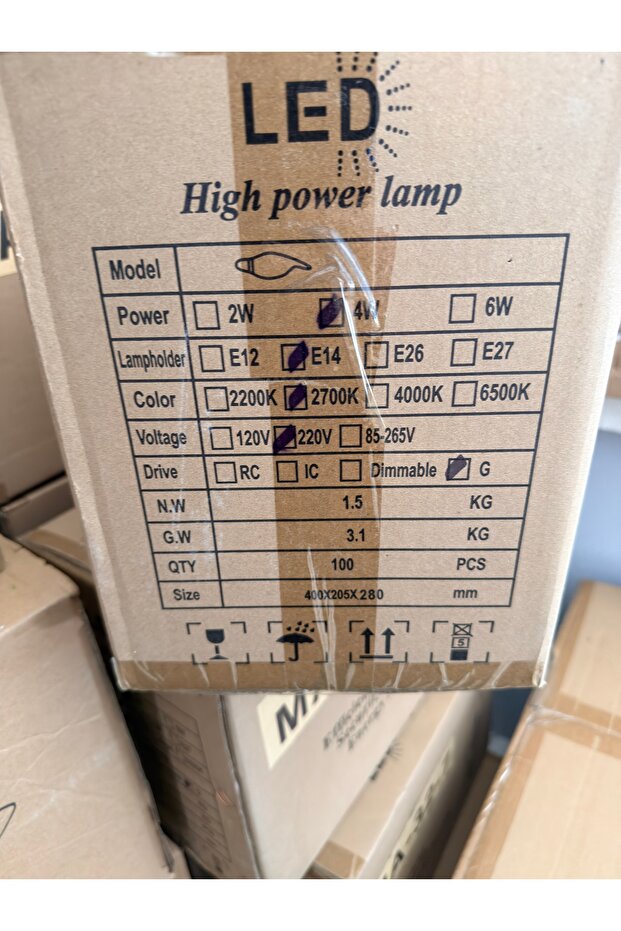 LED
High power lamp
Model
Power 2W 4W 6W
Lampholder E12 E14 E26 E27
Color 2200K 2700K 4000K 6500K
Voltage 120V 220V 85-265V
Drive RC IC Dimmable G
N.W 1.5 KG
G.W 3.1 KG
QTY 100 PCS
Size 400X205X280 mm
5
LED